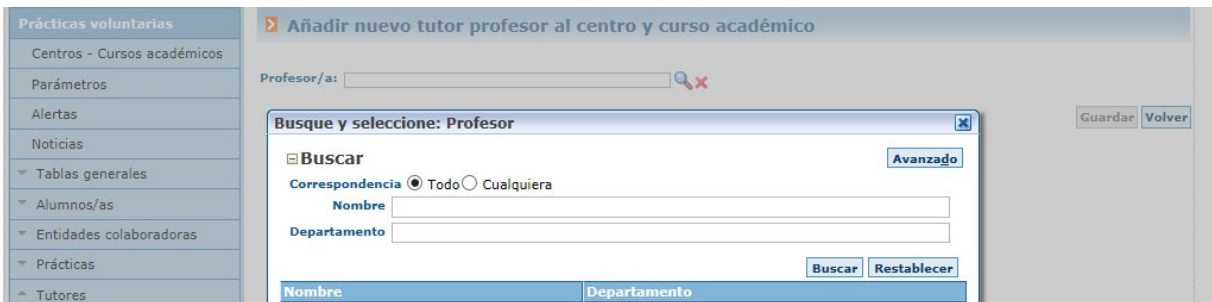 Prácticas voluntarias
Centros - Cursos académicos
Parámetros
Alertas
Noticias
Tablas generales
Alumnos/as
Entidades colaboradoras
Prácticas
Tutores
Añadir nuevo tutor profesor al centro y curso académico
Profesor/a:
Guardar Volver
Busque y seleccione: Profesor
Buscar
Avanzado
Correspondencia Todo Cualquiera
Nombre
Departamento
Buscar Restablecer
Nombre Departamento